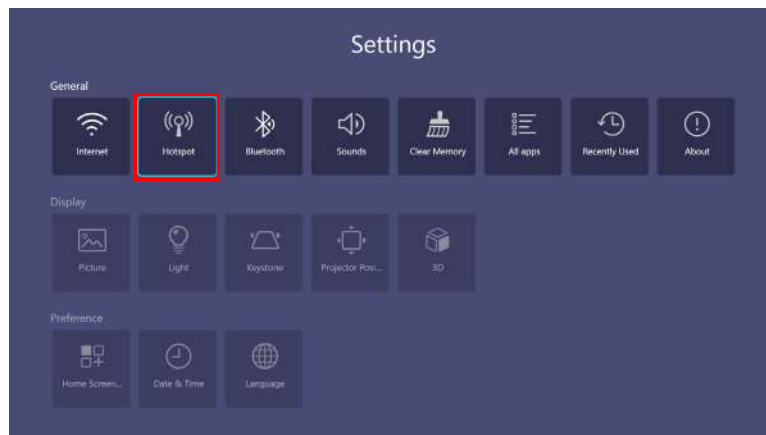 Settings
General
Internet Hotspot Bluetooth Sounds Clear Memory All apps Recently Used About
Display
Picture Light Keystone Projector Posi... 3D
Preference
Home Screen... Date & Time Language